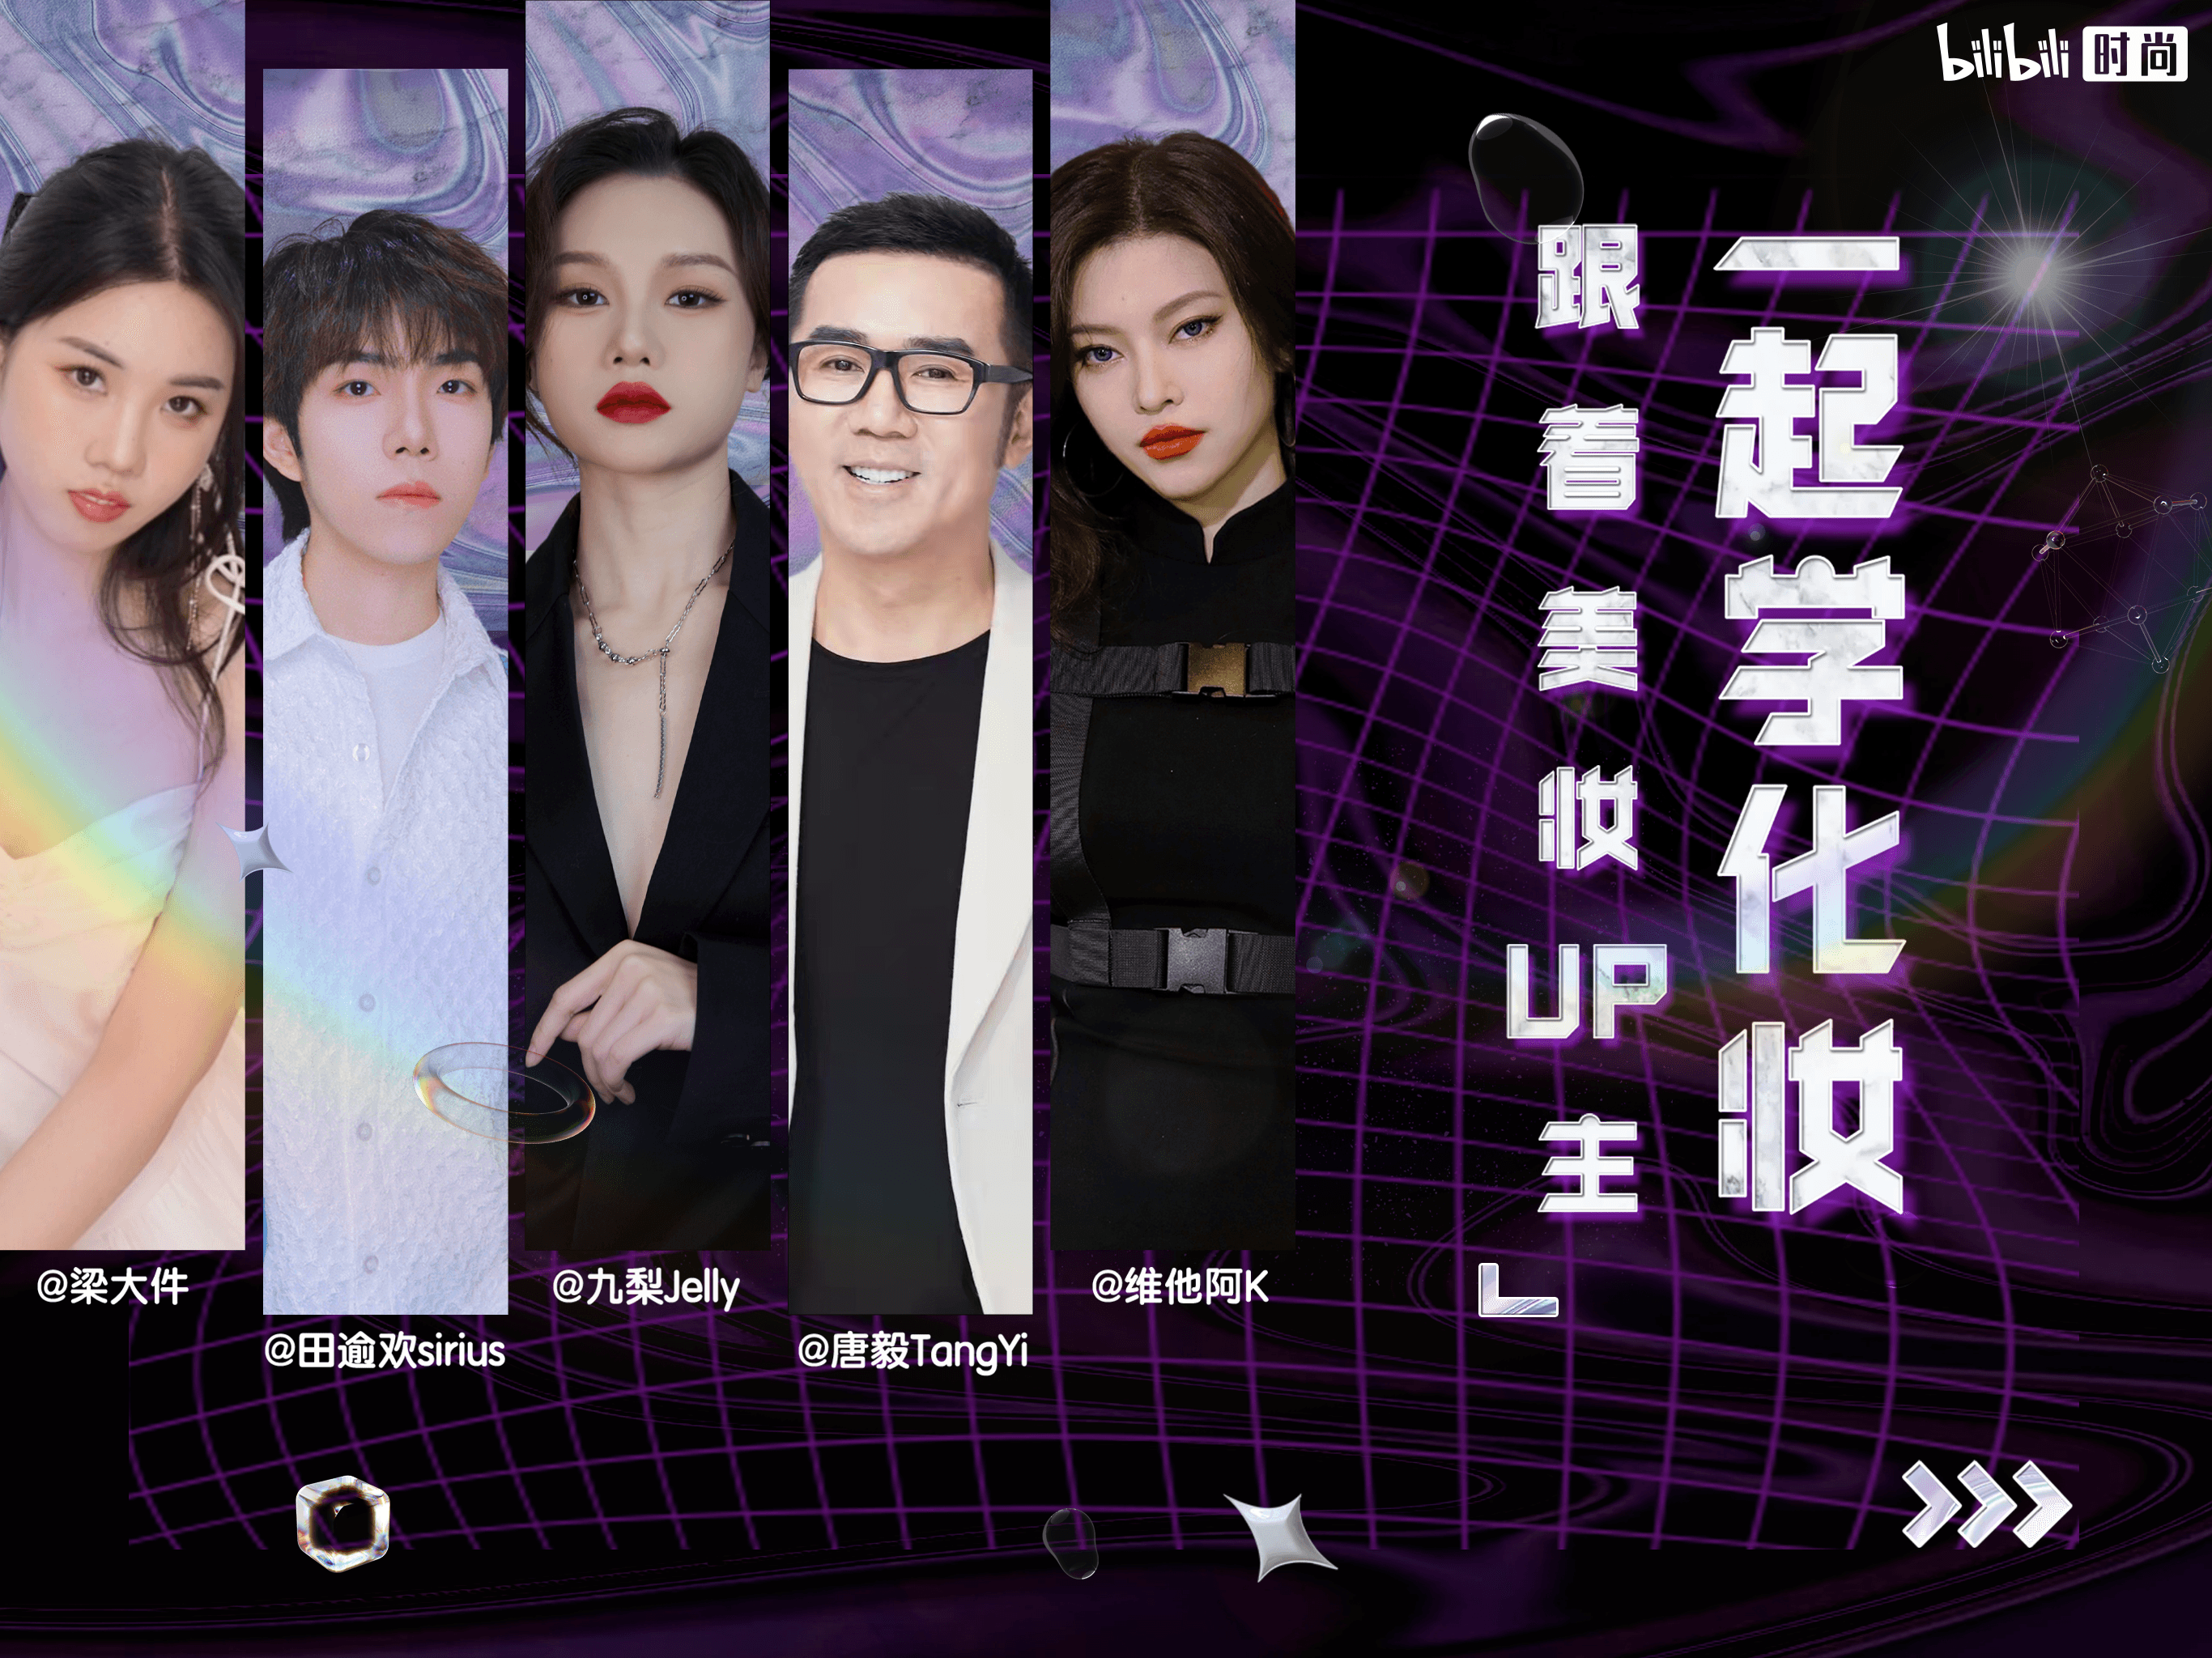 bilibili 时尚
跟着美妆UP主
一起学化妆
@梁大件
@田逾欢sirius
@九梨Jelly
@唐毅TangYi
@维他阿K